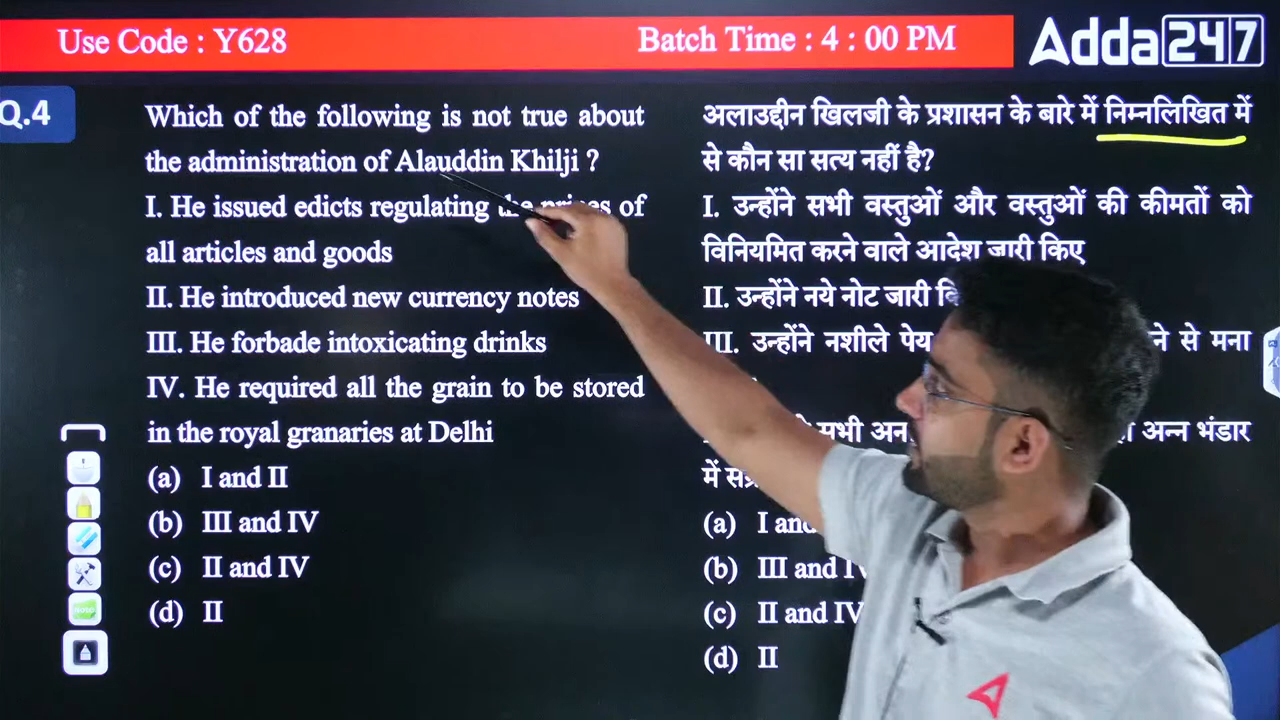 Use Code : Y628
Batch Time : 4 : 00 PM
Adda247
Q.4
Which of the following is not true about
the administration of Alauddin Khilji ?
I. He issued edicts regulating the prices of
all articles and goods
II. He introduced new currency notes
III. He forbade intoxicating drinks
IV. He required all the grain to be stored
in the royal granaries at Delhi
(a) I and II
(b) III and IV
(c) II and IV
(d) II
अलाउद्दीन खिलजी के प्रशासन के बारे में निम्नलिखित में
से कौन सा सत्य नहीं है?
I. उन्होंने सभी वस्तुओं और वस्तुओं की कीमतों को
विनियमित करने वाले आदेश जारी किए
II. उन्होंने नये नोट जारी
III. उन्होंने नशीले पेय से मना
सभी अन्न भंडार
में
(a) I and
(b) III and IV
(c) II and IV
(d) II